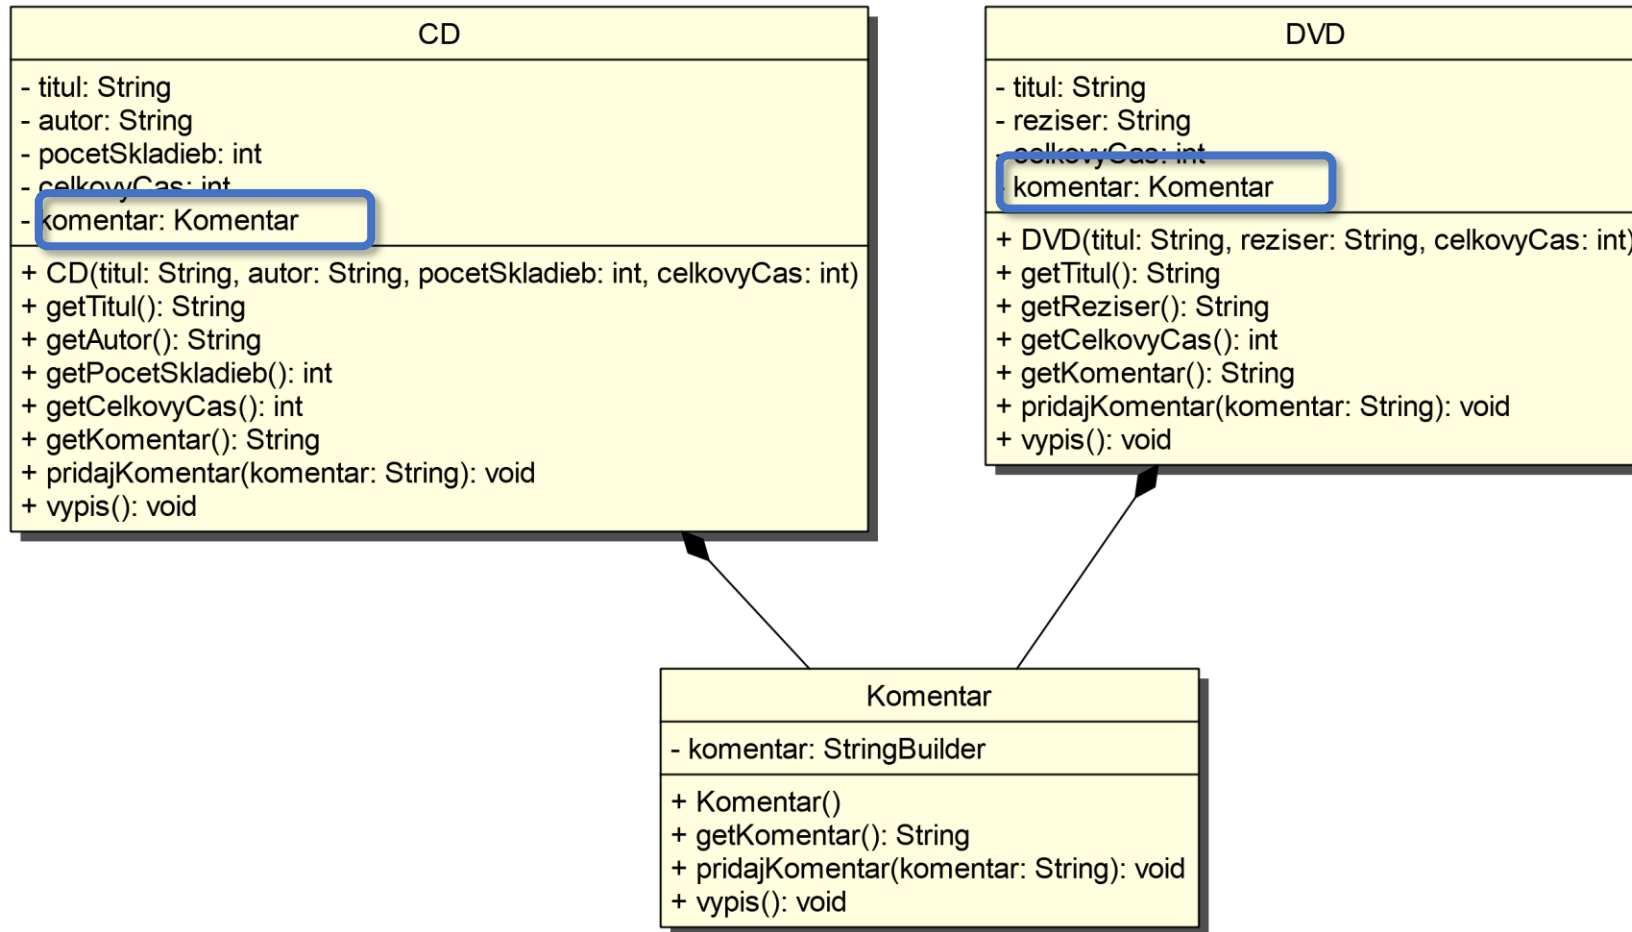 CD
- titul: String
- autor: String
- pocetSkladieb: int
- celkovyCas: int
- komentar: Komentar
+ CD(titul: String, autor: String, pocetSkladieb: int, celkovyCas: int)
+ getTitul(): String
+ getAutor(): String
+ getPocetSkladieb(): int
+ getCelkovyCas(): int
+ getKomentar(): String
+ pridajKomentar(komentar: String): void
+ vypis(): void
DVD
- titul: String
- reziser: String
- celkovyCas: int
- komentar: Komentar
+ DVD(titul: String, reziser: String, celkovyCas: int)
+ getTitul(): String
+ getReziser(): String
+ getCelkovyCas(): int
+ getKomentar(): String
+ pridajKomentar(komentar: String): void
+ vypis(): void
Komentar
- komentar: StringBuilder
+ Komentar()
+ getKomentar(): String
+ pridajKomentar(komentar: String): void
+ vypis(): void